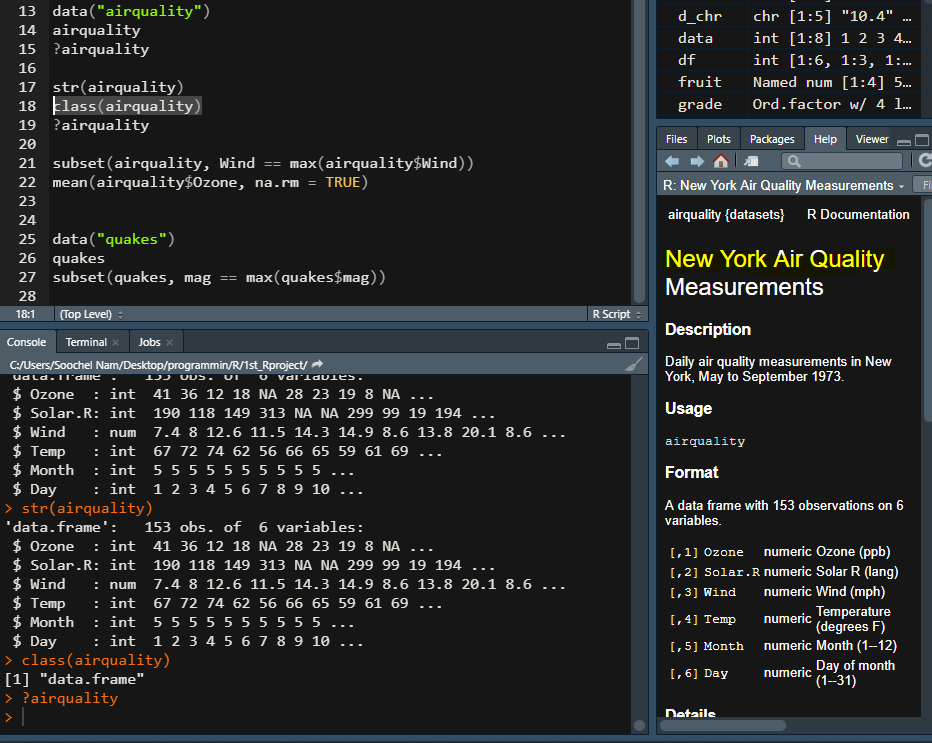 13 data("airquality")
14 airquality
15 ?airquality
16
17 str(airquality)
18 class(airquality)
19 ?airquality
20
21 subset(airquality, Wind == max(airquality$Wind))
22 mean(airquality$Ozone, na.rm = TRUE)
23
24
25 data("quakes")
26 quakes
27 subset(quakes, mag == max(quakes$mag))
28
18:1 (Top Level) R Script
Console Terminal × Jobs ×
C:/Users/Soochel Nam/Desktop/programmin/R/1st_Rproject/
'data.frame': 153 obs. of 6 variables:
$ Ozone : int 41 36 12 18 NA 28 23 19 8 NA ...
$ Solar.R: int 190 118 149 313 NA NA 299 99 19 194 ...
$ Wind : num 7.4 8 12.6 11.5 14.3 14.9 8.6 13.8 20.1 8.6 ...
$ Temp : int 67 72 74 62 56 66 65 59 61 69 ...
$ Month : int 5 5 5 5 5 5 5 5 5 5 ...
$ Day : int 1 2 3 4 5 6 7 8 9 10 ...
> str(airquality)
'data.frame': 153 obs. of 6 variables:
$ Ozone : int 41 36 12 18 NA 28 23 19 8 NA ...
$ Solar.R: int 190 118 149 313 NA NA 299 99 19 194 ...
$ Wind : num 7.4 8 12.6 11.5 14.3 14.9 8.6 13.8 20.1 8.6 ...
$ Temp : int 67 72 74 62 56 66 65 59 61 69 ...
$ Month : int 5 5 5 5 5 5 5 5 5 5 ...
$ Day : int 1 2 3 4 5 6 7 8 9 10 ...
> class(airquality)
[1] "data.frame"
> ?airquality
>
d_chr chr [1:5] "10.4" …
data int [1:8] 1 2 3 4…
df int [1:6, 1:3, 1:…
fruit Named num [1:4] 5…
grade Ord.factor w/ 4 l…
Files Plots Packages Help Viewer
R: New York Air Quality Measurements Fi
airquality {datasets} R Documentation
New York Air Quality
Measurements
Description
Daily air quality measurements in New
York, May to September 1973.
Usage
airquality
Format
A data frame with 153 observations on 6
variables.
[,1] Ozone numeric Ozone (ppb)
[,2] Solar.R numeric Solar R (lang)
[,3] Wind numeric Wind (mph)
[,4] Temp numeric Temperature
(degrees F)
[,5] Month numeric Month (1--12)
[,6] Day numeric Day of month
(1--31)
Details